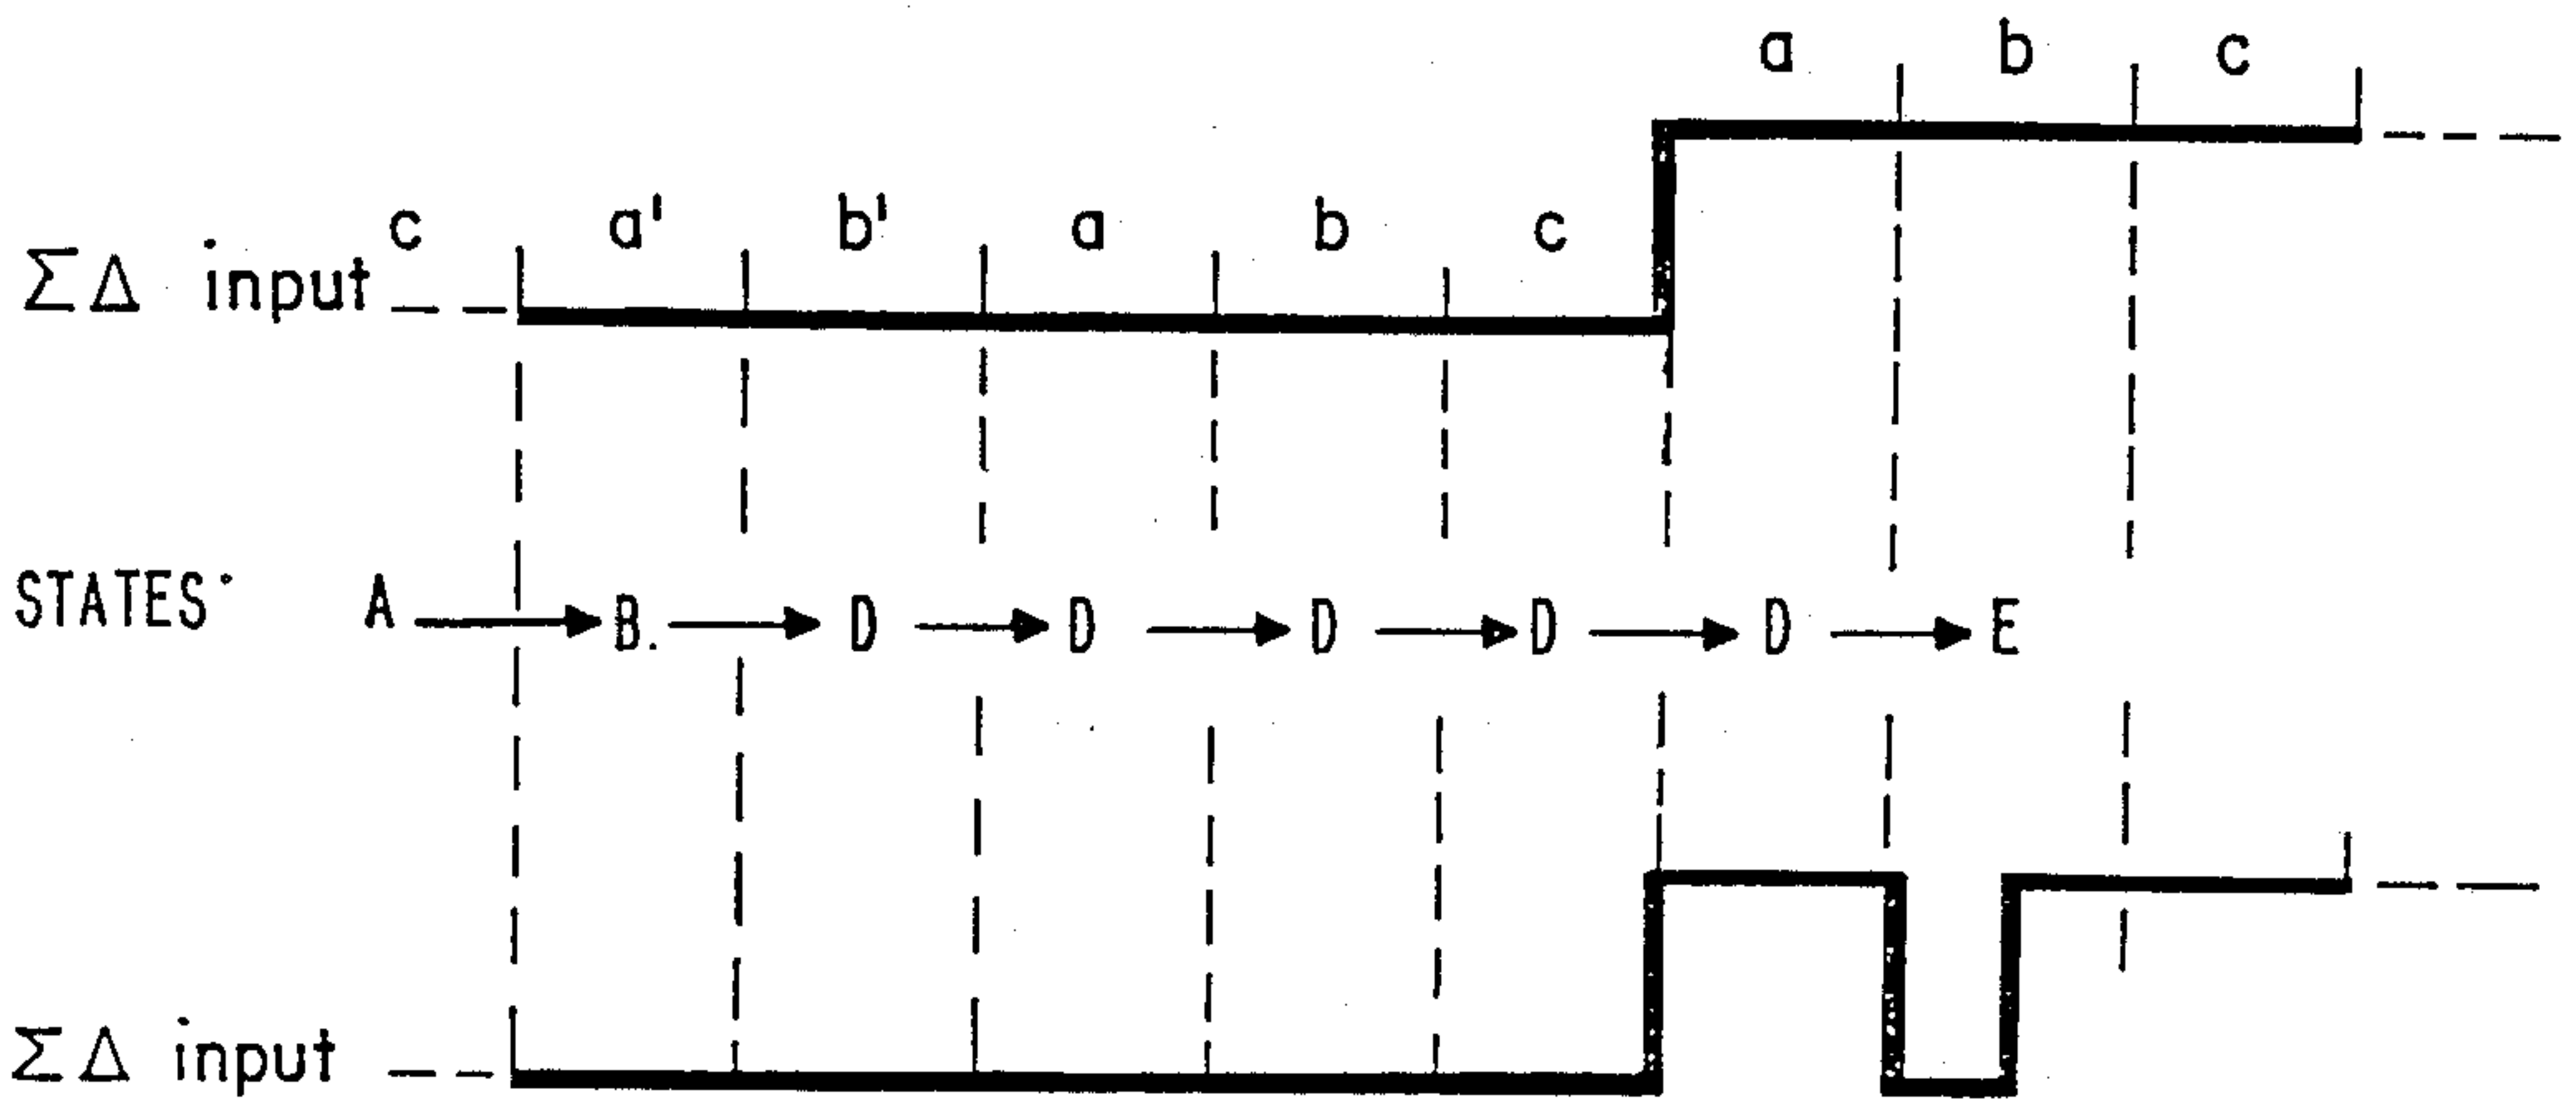 a b c
c a' b' a b c
ΣΔ input
STATES A B. D D D D D E
ΣΔ input